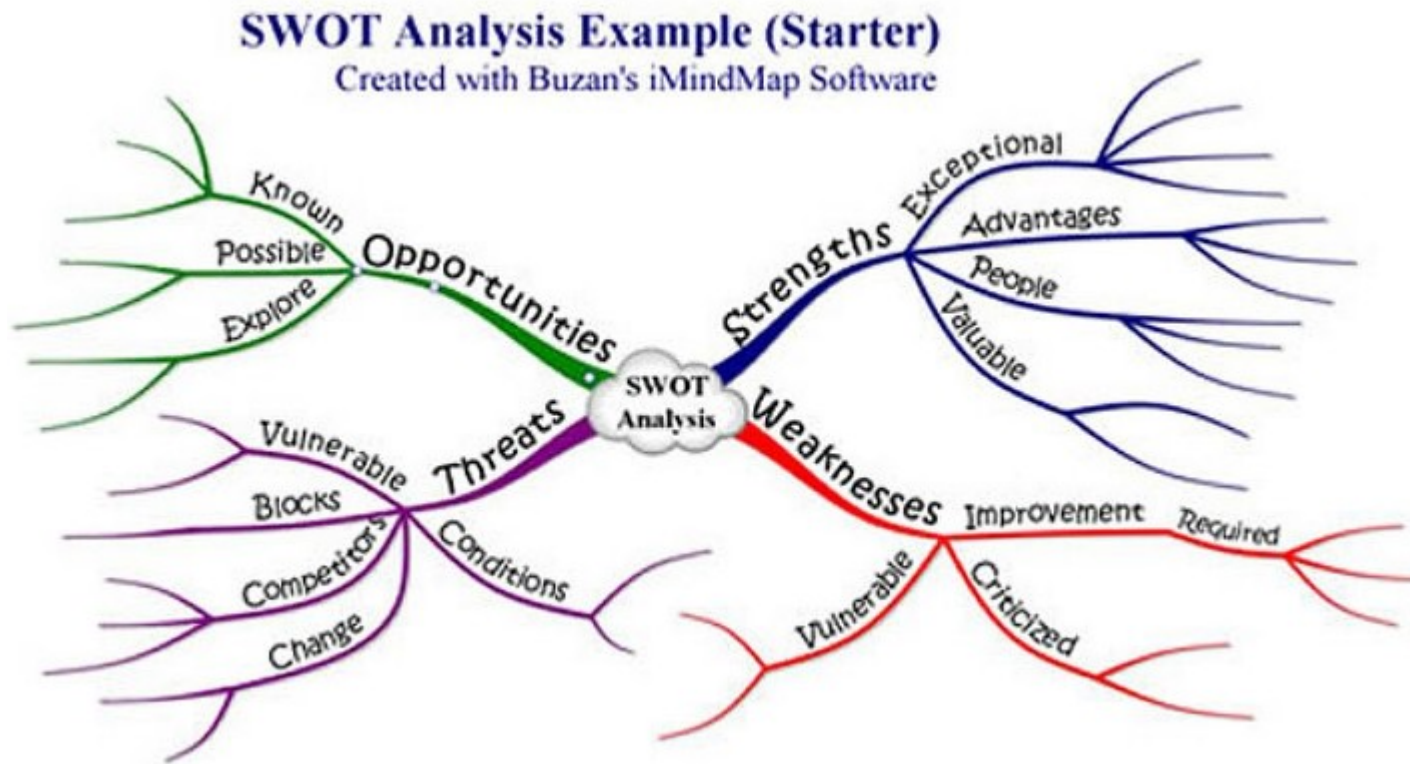 SWOT Analysis Example (Starter)
Created with Buzan's iMindMap Software
SWOT
Analysis
Opportunities
Known
Possible
Explore
Strengths
Exceptional
Advantages
People
Valuable
Threats
Vulnerable
Blocks
Competitors
Change
Conditions
Weaknesses
Improvement
Required
Criticized
Vulnerable